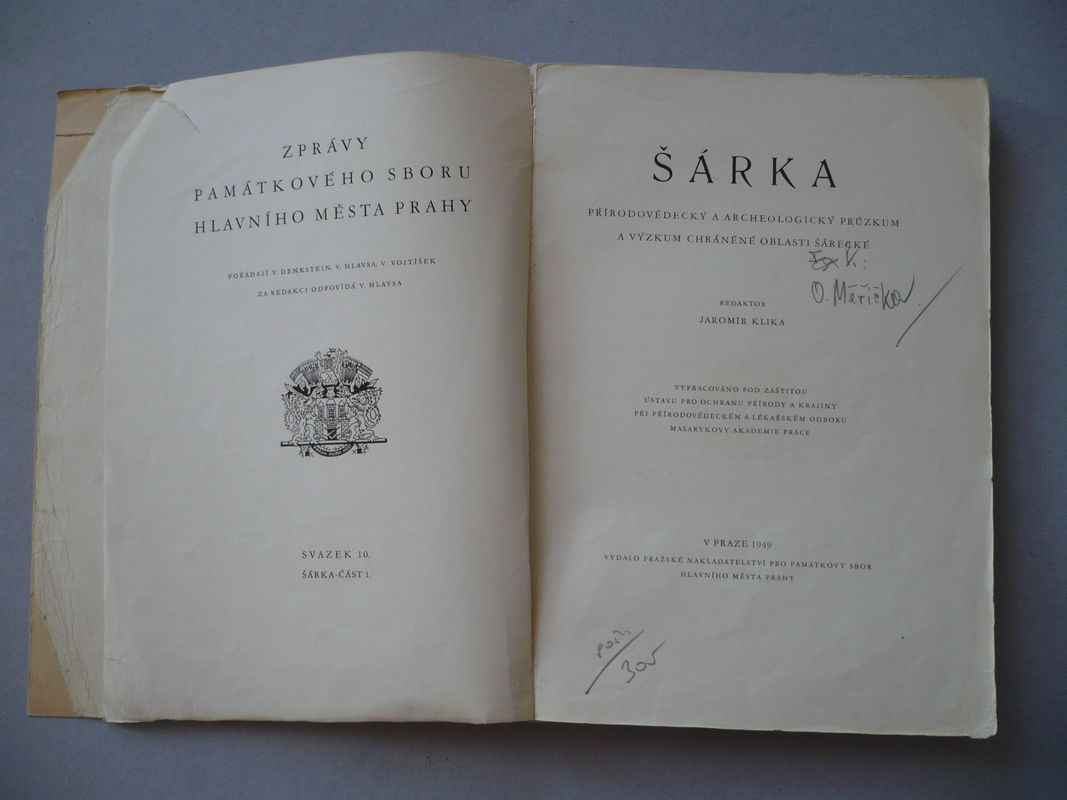 ZPRÁVY
PAMÁTKOVÉHO SBORU
HLAVNÍHO MĚSTA PRAHY
POŘÁDAJÍ V. DENKSTEIN, V. HLAVSA, V. VOJTÍŠEK
ZA REDAKCI ODPOVÍDÁ V. HLAVSA
SVAZEK 10.
ŠÁRKA-ČÁST 1.
ŠÁRKA
PŘÍRODOVĚDECKÝ A ARCHEOLOGICKÝ PRŮZKUM
A VÝZKUM CHRÁNĚNÉ OBLASTI ŠÁRECKÉ
O. Měřička
REDAKTOR
JAROMÍR KLIKA
VYPRACOVÁNO POD ZÁŠTITOU
ÚSTAVU PRO OCHRANU PŘÍRODY A KRAJINY
PŘI PŘÍRODOVĚDECKÉM A LÉKAŘSKÉM ODBORU
MASARYKOVY AKADEMIE PRÁCE
V PRAZE 1949
VYDALO PRAŽSKÉ NAKLADATELSTVÍ PRO PAMÁTKOVÝ SBOR
HLAVNÍHO MĚSTA PRAHY